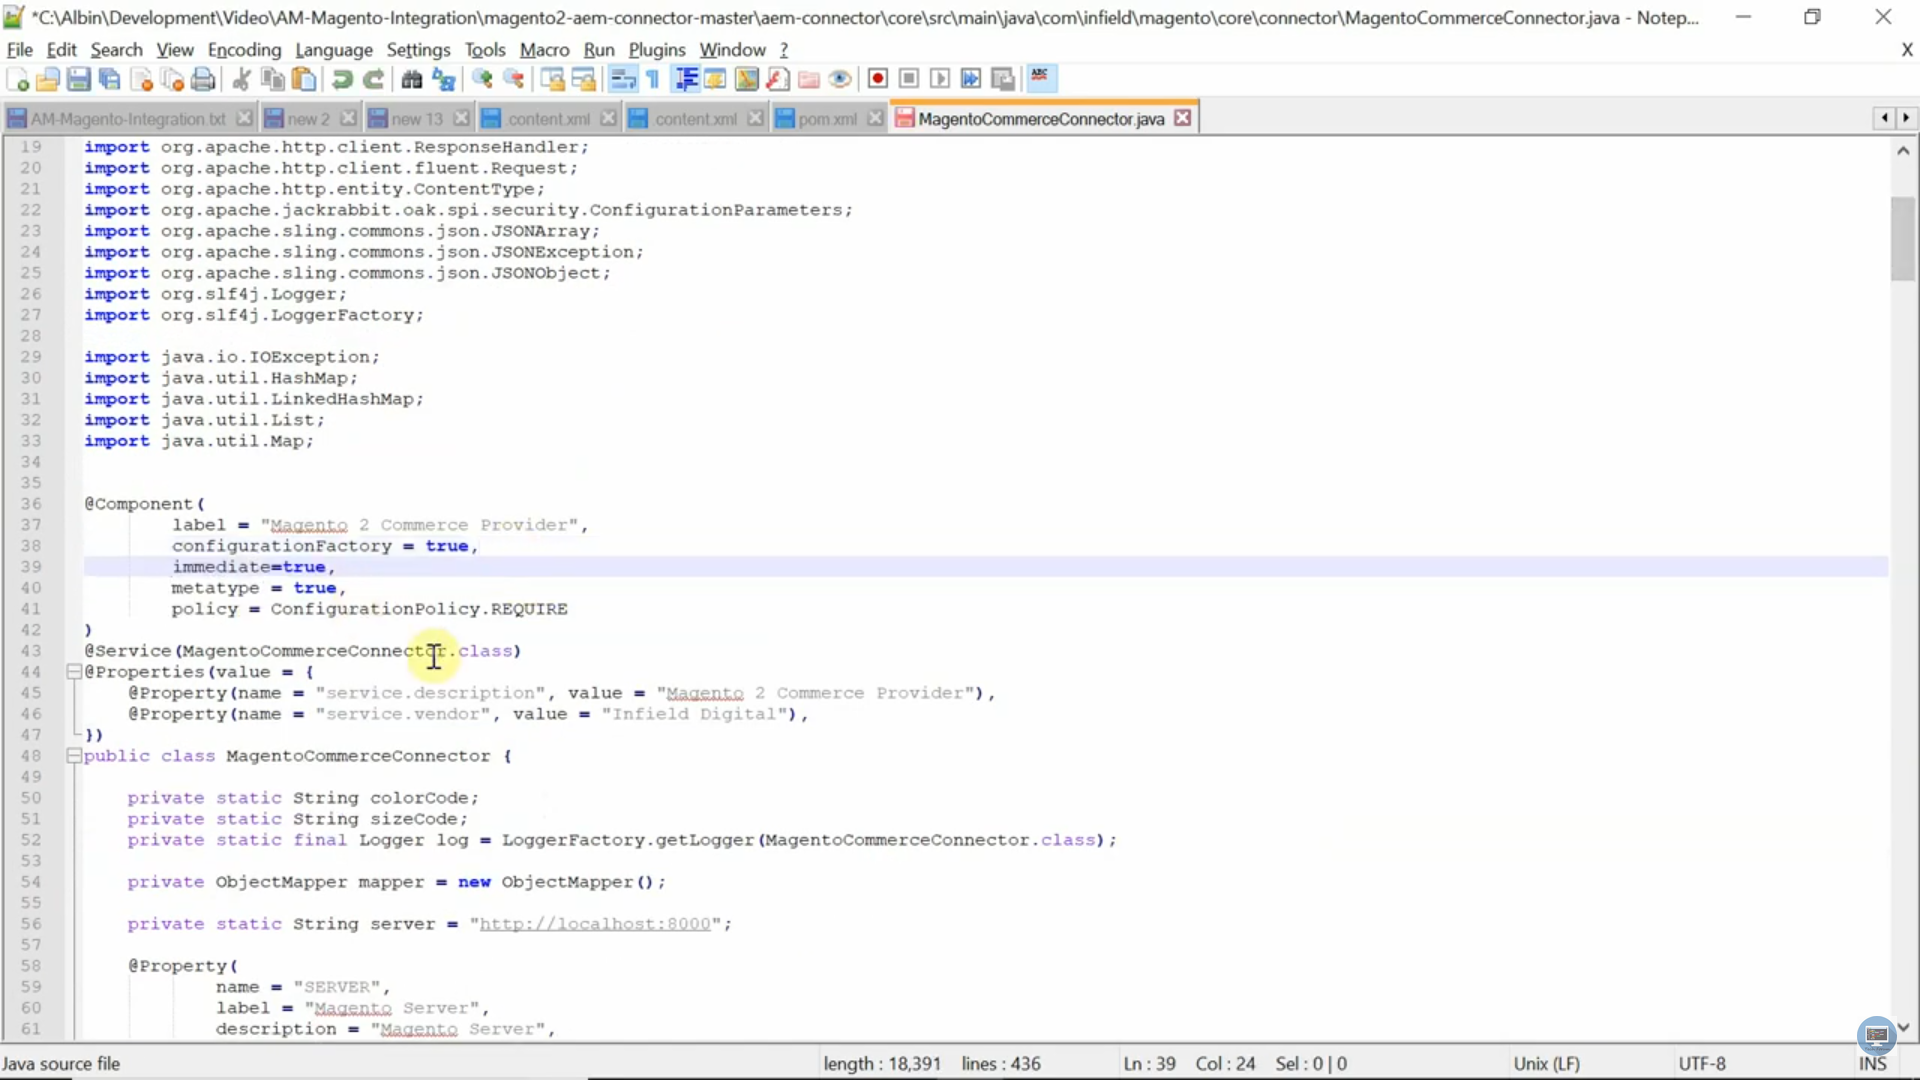 *C:\Albin\Development\Video\AM-Magento-Integration\magento2-aem-connector-master\aem-connector\core\src\main\java\com\infield\magento\core\connector\MagentoCommerceConnector.java - Notep...
File Edit Search View Encoding Language Settings Tools Macro Run Plugins Window ? X
AM-Magento-Integration.txt new 2 new 13 .content.xml .content.xml pom.xml MagentoCommerceConnector.java
19 import org.apache.http.client.ResponseHandler;
20 import org.apache.http.client.fluent.Request;
21 import org.apache.http.entity.ContentType;
22 import org.apache.jackrabbit.oak.spi.security.ConfigurationParameters;
23 import org.apache.sling.commons.json.JSONArray;
24 import org.apache.sling.commons.json.JSONException;
25 import org.apache.sling.commons.json.JSONObject;
26 import org.slf4j.Logger;
27 import org.slf4j.LoggerFactory;
28
29 import java.io.IOException;
30 import java.util.HashMap;
31 import java.util.LinkedHashMap;
32 import java.util.List;
33 import java.util.Map;
34
35
36 @Component(
37 label = "Magento 2 Commerce Provider",
38 configurationFactory = true,
39 immediate=true,
40 metatype = true,
41 policy = ConfigurationPolicy.REQUIRE
42 )
43 @Service(MagentoCommerceConnector.class)
44 @Properties(value = {
45 @Property(name = "service.description", value = "Magento 2 Commerce Provider"),
46 @Property(name = "service.vendor", value = "Infield Digital"),
47 })
48 public class MagentoCommerceConnector {
49
50 private static String colorCode;
51 private static String sizeCode;
52 private static final Logger log = LoggerFactory.getLogger(MagentoCommerceConnector.class);
53
54 private ObjectMapper mapper = new ObjectMapper();
55
56 private static String server = "http://localhost:8000";
57
58 @Property(
59 name = "SERVER",
60 label = "Magento Server",
61 description = "Magento Server",
Java source file length : 18,391 lines : 436 Ln : 39 Col : 24 Sel : 0 | 0 Unix (LF) UTF-8 INS